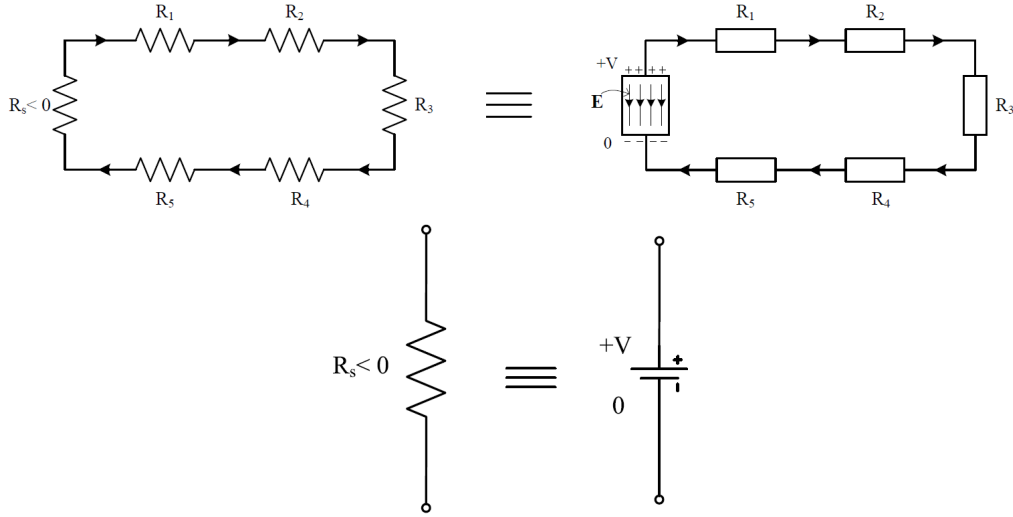 R₁ R₂
Rₛ< 0
R₃
R₅ R₄
R₁ R₂
+V ++++
E
R₃
0 ----
R₅ R₄
Rₛ< 0
+V +
0 -